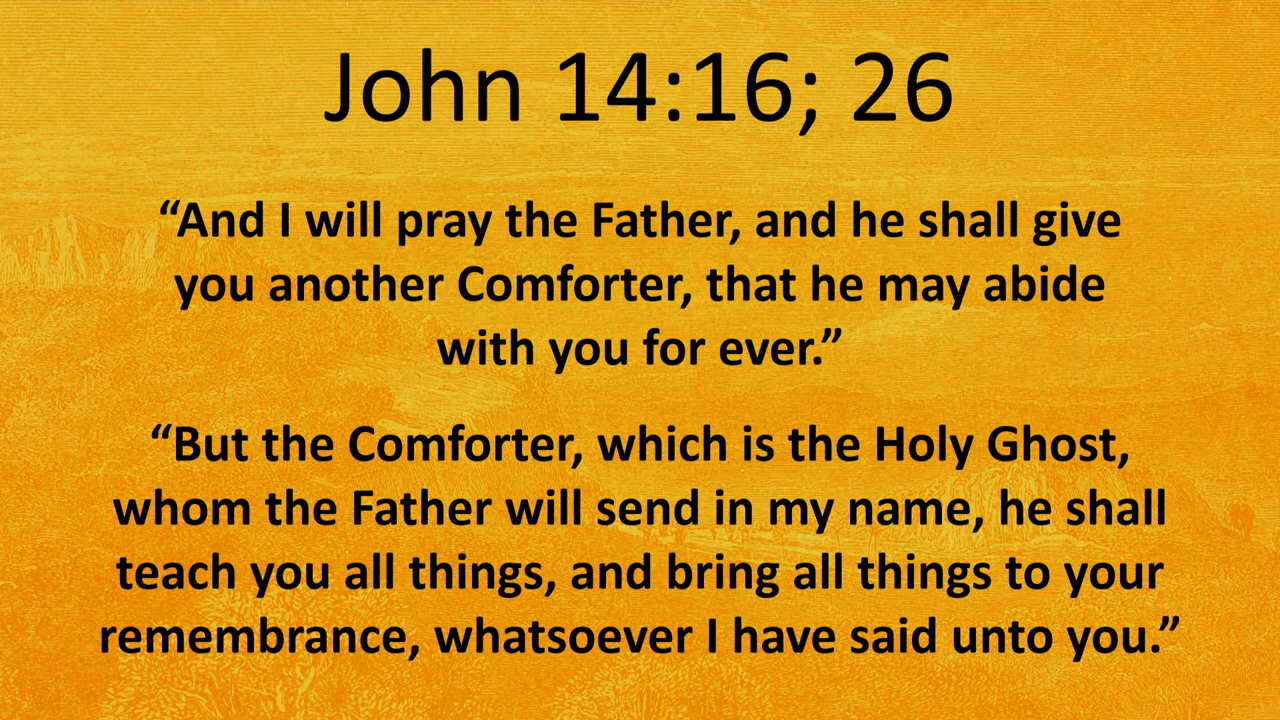 John 14:16; 26
“And I will pray the Father, and he shall give
you another Comforter, that he may abide
with you for ever.”
“But the Comforter, which is the Holy Ghost,
whom the Father will send in my name, he shall
teach you all things, and bring all things to your
remembrance, whatsoever I have said unto you.”